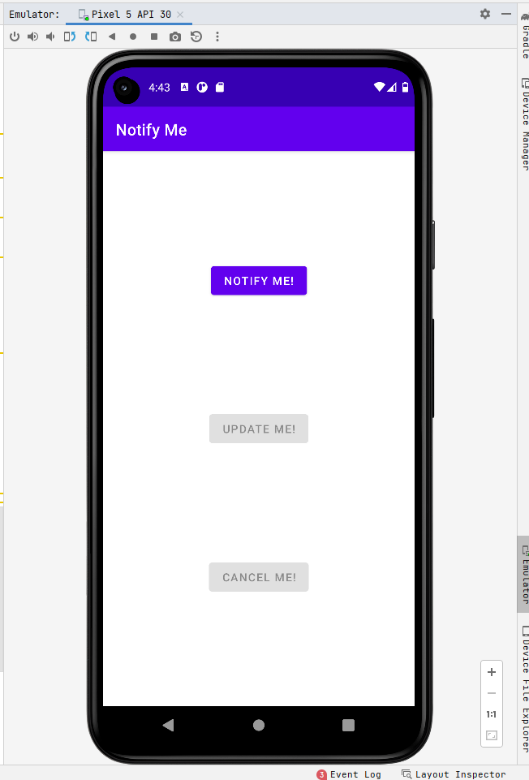 Emulator: Pixel 5 API 30
Gradle
Device Manager
4:43
Notify Me
NOTIFY ME!
UPDATE ME!
CANCEL ME!
Emulator
Device File Explorer
1:1
3 Event Log Layout Inspector